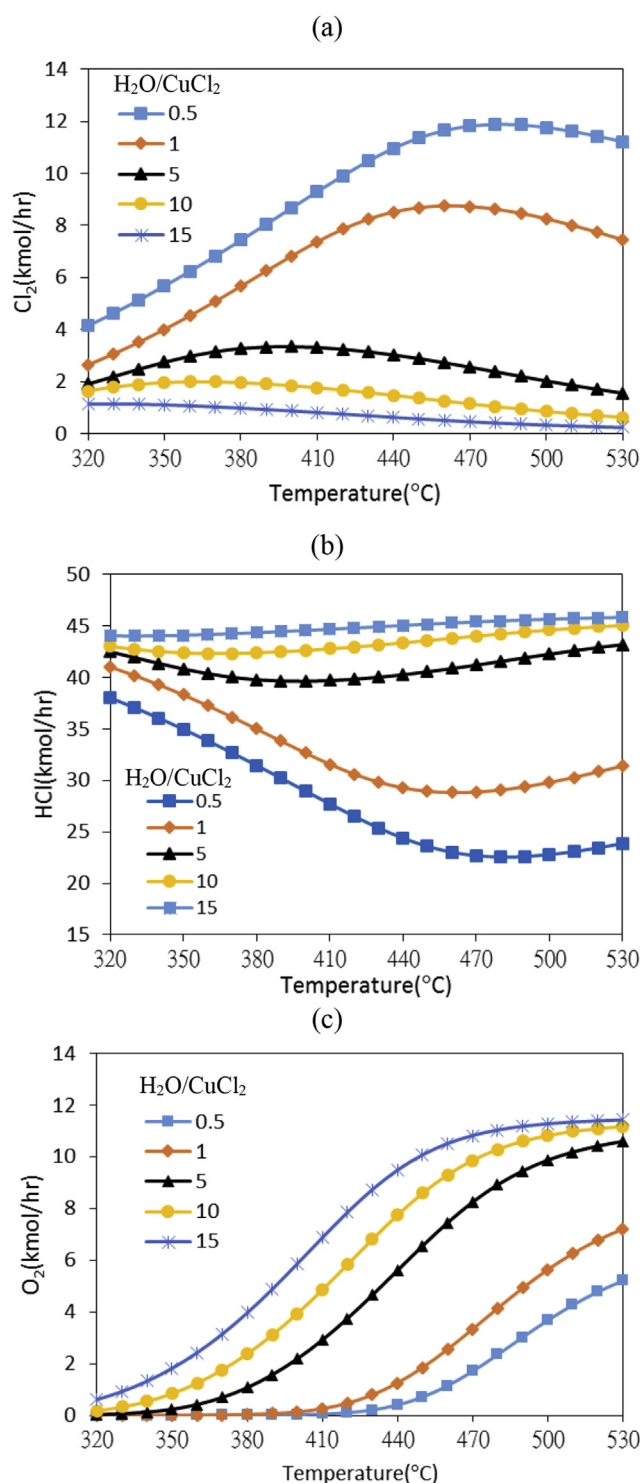 (a)
14
12
10
8
6
4
2
0
Cl₂(kmol/hr)
H₂O/CuCl₂
0.5
1
5
10
15
320 350 380 410 440 470 500 530
Temperature(°C)
(b)
50
45
40
35
30
25
20
15
HCl(kmol/hr)
H₂O/CuCl₂
0.5
1
5
10
15
320 350 380 410 440 470 500 530
Temperature(°C)
(c)
14
12
10
8
6
4
2
0
O₂(kmol/hr)
H₂O/CuCl₂
0.5
1
5
10
15
320 350 380 410 440 470 500 530
Temperature(°C)